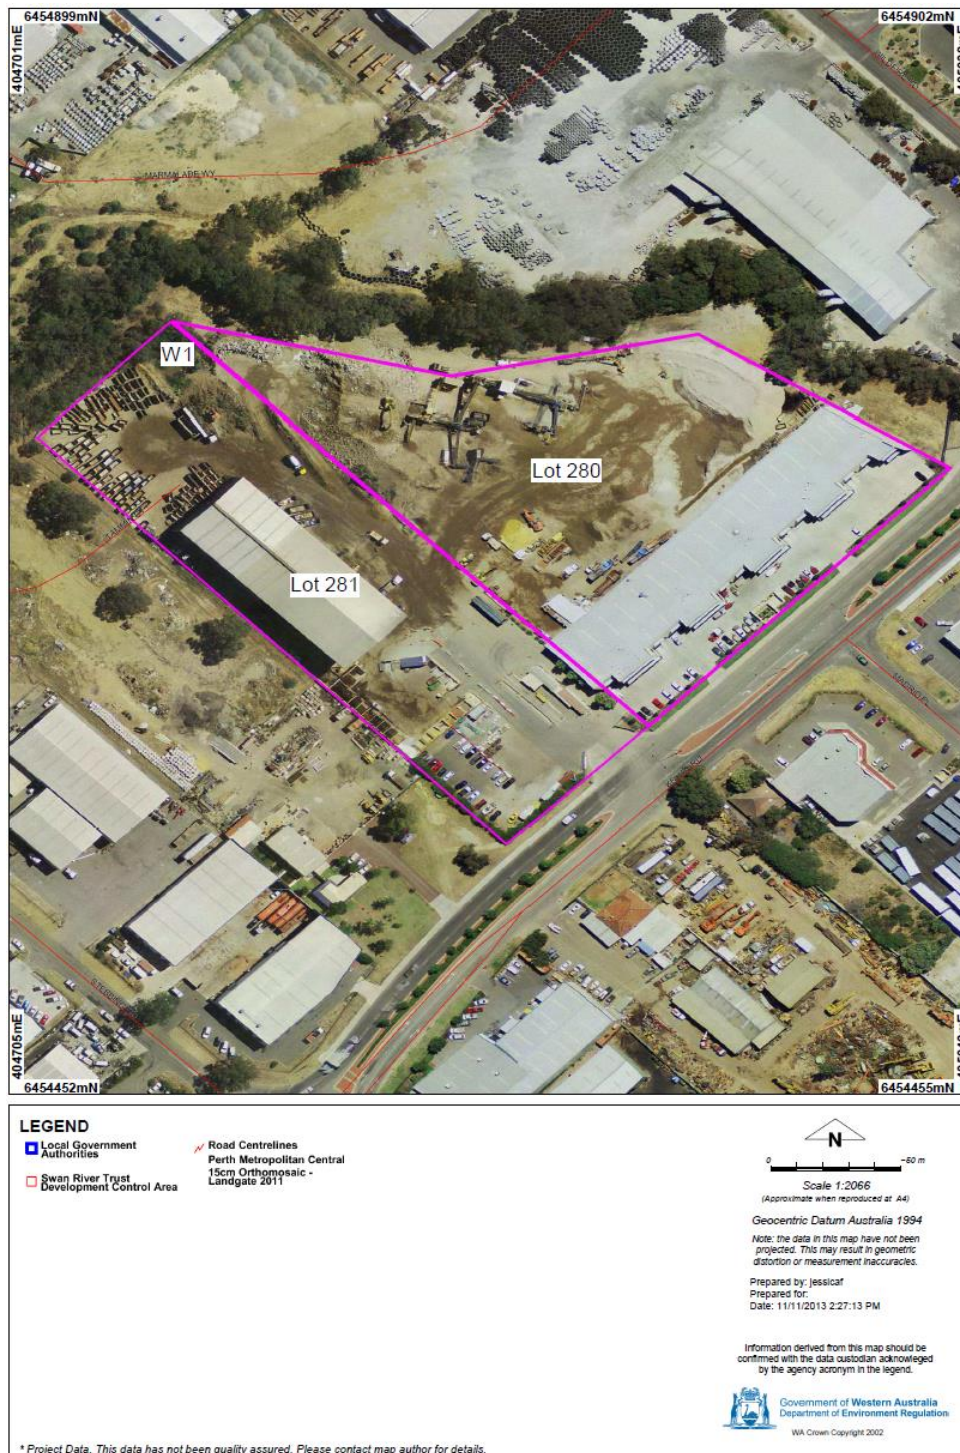 6454899mN
6454902mN
404701mE
MARMALADE WY
W1
Lot 280
Lot 281
404705mE
6454452mN
6454455mN
LEGEND
Local Government
Authorities
Swan River Trust
Development Control Area
Road Centrelines
Perth Metropolitan Central
15cm Orthomosaic -
Landgate 2011
N
0 ~60 m
Scale 1:2066
(Approximate when reproduced at A4)
Geocentric Datum Australia 1994
Note: the data in this map have not been
projected. This may result in geometric
distortion or measurement inaccuracies.
Prepared by: jessicaf
Prepared for:
Date: 11/11/2013 2:27:13 PM
Information derived from this map should be
confirmed with the data custodian acknowleged
by the agency acronym in the legend.
Government of Western Australia
Department of Environment Regulation
WA Crown Copyright 2002
* Project Data. This data has not been quality assured. Please contact map author for details.